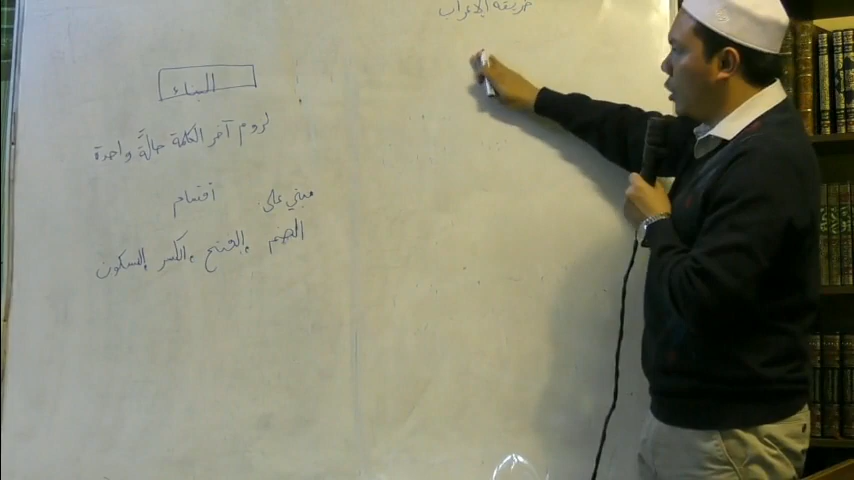 طريقة الإعراب
البناء
لزوم آخر الكلمة حالةً واحدة
مبني على أقسام
الضم، الفتح، الكسر، السكون